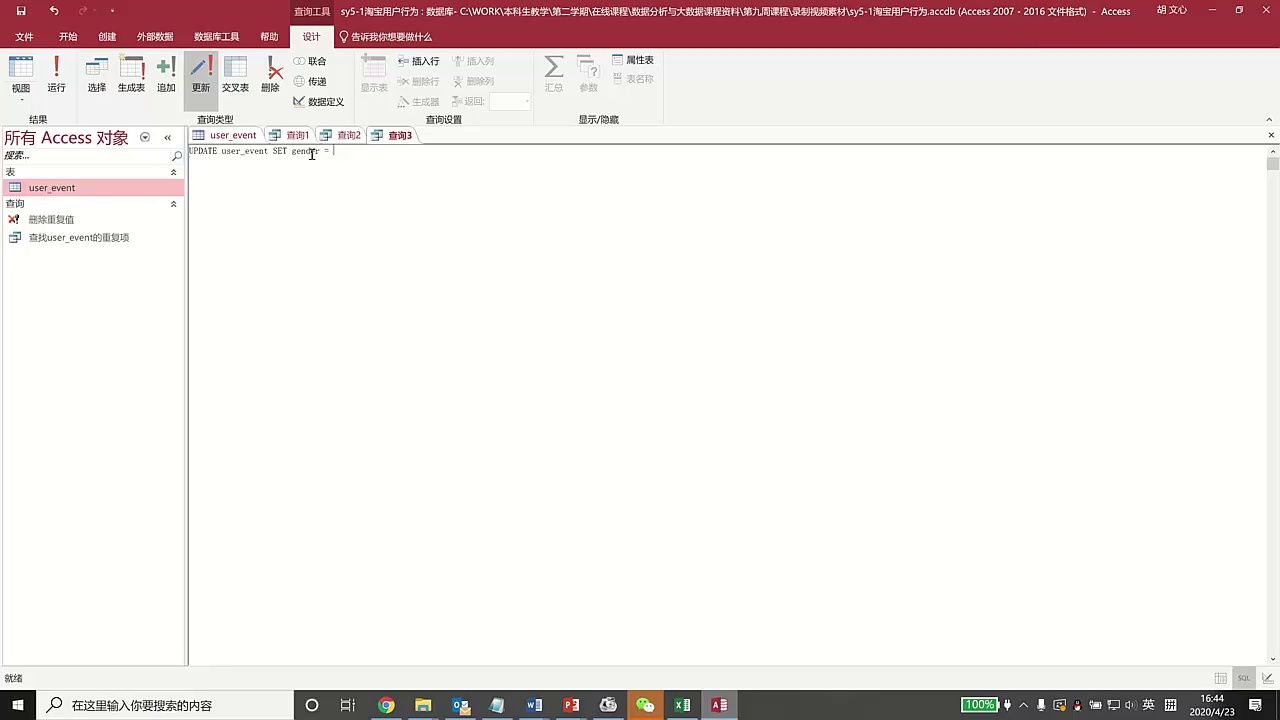 查询工具
sy5-1淘宝用户行为 : 数据库- C:\WORK\本科生教学\第二学期\在线课程\数据分析与大数据课程资料\第九周课程\录制视频素材\sy5-1淘宝用户行为.accdb (Access 2007 - 2016 文件格式) - Access
胡 文心
文件 开始 创建 外部数据 数据库工具 帮助 设计 告诉我你想要做什么
视图 运行 选择 生成表 追加 更新 交叉表 删除
联合
传递
数据定义
显示表
插入行
删除行
生成器
插入列
删除列
返回:
汇总 参数
属性表
表名称
结果 查询类型 查询设置 显示/隐藏
所有 Access 对象 «
搜索...
表
user_event
查询
删除重复值
查找user_event的重复项
user_event 查询1 查询2 查询3
UPDATE user_event SET gender =
就绪
SQL
在这里输入你要搜索的内容
100%
英
16:44
2020/4/23